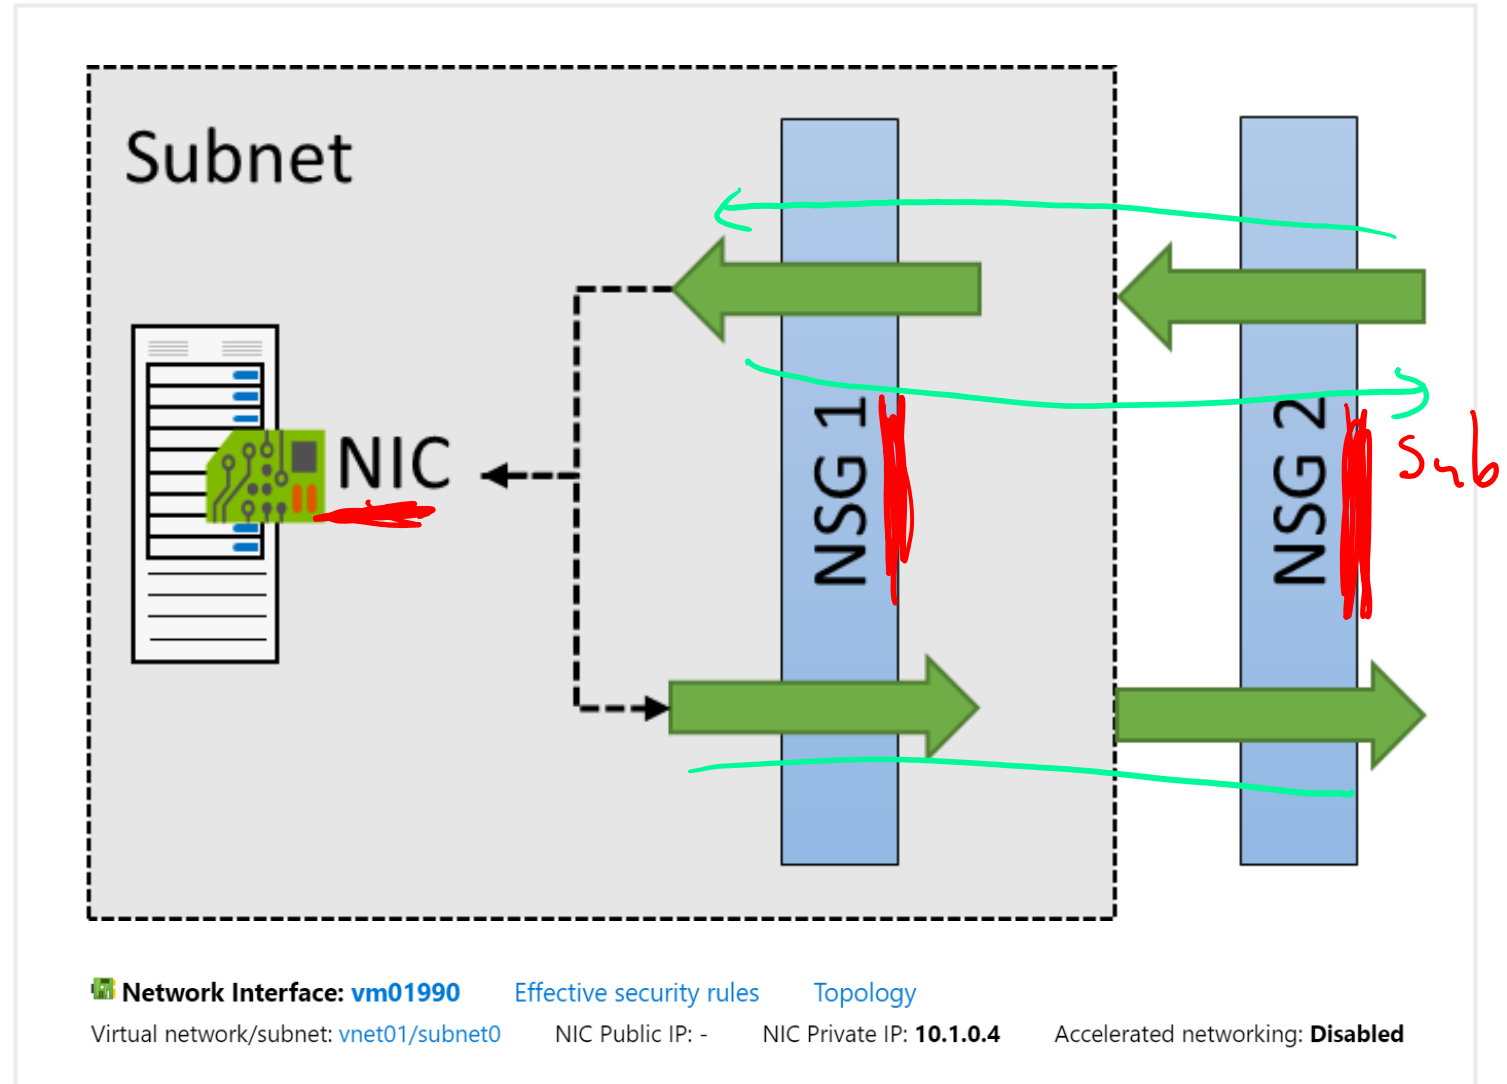 Subnet
NIC
NSG 1
NSG 2
Sub
Network Interface: vm01990 Effective security rules Topology
Virtual network/subnet: vnet01/subnet0 NIC Public IP: - NIC Private IP: 10.1.0.4 Accelerated networking: Disabled